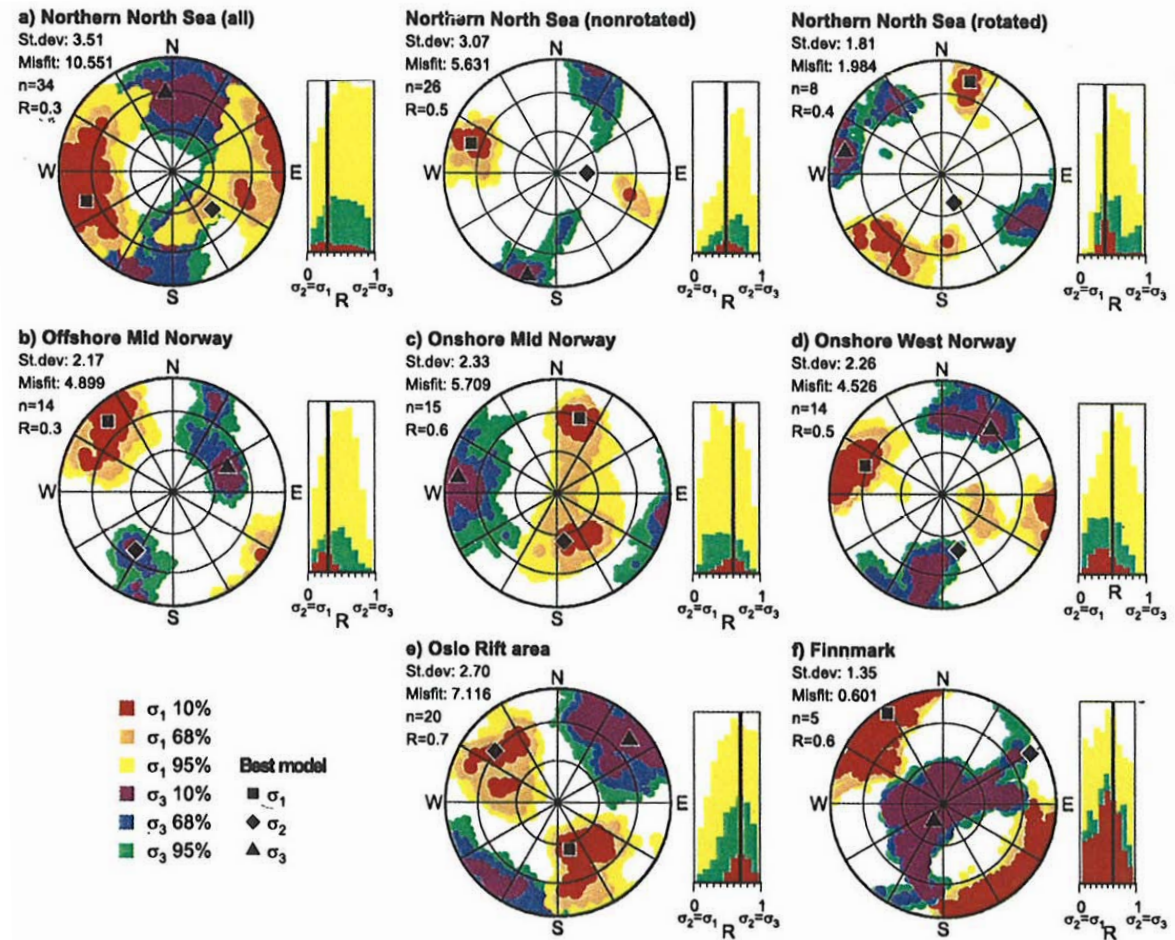 a) Northern North Sea (all)
St.dev: 3.51
Misfit: 10.551
n=34
R=0.3
N
W
E
S
0
1
σ2=σ1
R
σ2=σ3
Northern North Sea (nonrotated)
St.dev: 3.07
Misfit: 5.631
n=26
R=0.5
N
W
E
S
0
1
σ2=σ1
R
σ2=σ3
Northern North Sea (rotated)
St.dev: 1.81
Misfit: 1.984
n=8
R=0.4
N
W
E
S
0
1
σ2=σ1
R
σ2=σ3
b) Offshore Mid Norway
St.dev: 2.17
Misfit: 4.899
n=14
R=0.3
N
W
E
S
0
1
σ2=σ1
R
σ2=σ3
c) Onshore Mid Norway
St.dev: 2.33
Misfit: 5.709
n=15
R=0.6
N
W
E
S
0
1
σ2=σ1
R
σ2=σ3
d) Onshore West Norway
St.dev: 2.26
Misfit: 4.526
n=14
R=0.5
N
W
E
S
0
R
1
σ2=σ1
σ2=σ3
σ1 10%
σ1 68%
σ1 95%
σ3 10%
σ3 68%
σ3 95%
Best model
σ1
σ2
σ3
e) Oslo Rift area
St.dev: 2.70
Misfit: 7.116
n=20
R=0.7
N
W
E
S
0
1
σ2=σ1
R
σ2=σ3
f) Finnmark
St.dev: 1.35
Misfit: 0.601
n=5
R=0.6
N
W
E
S
0
1
σ2=σ1
R
σ2=σ3